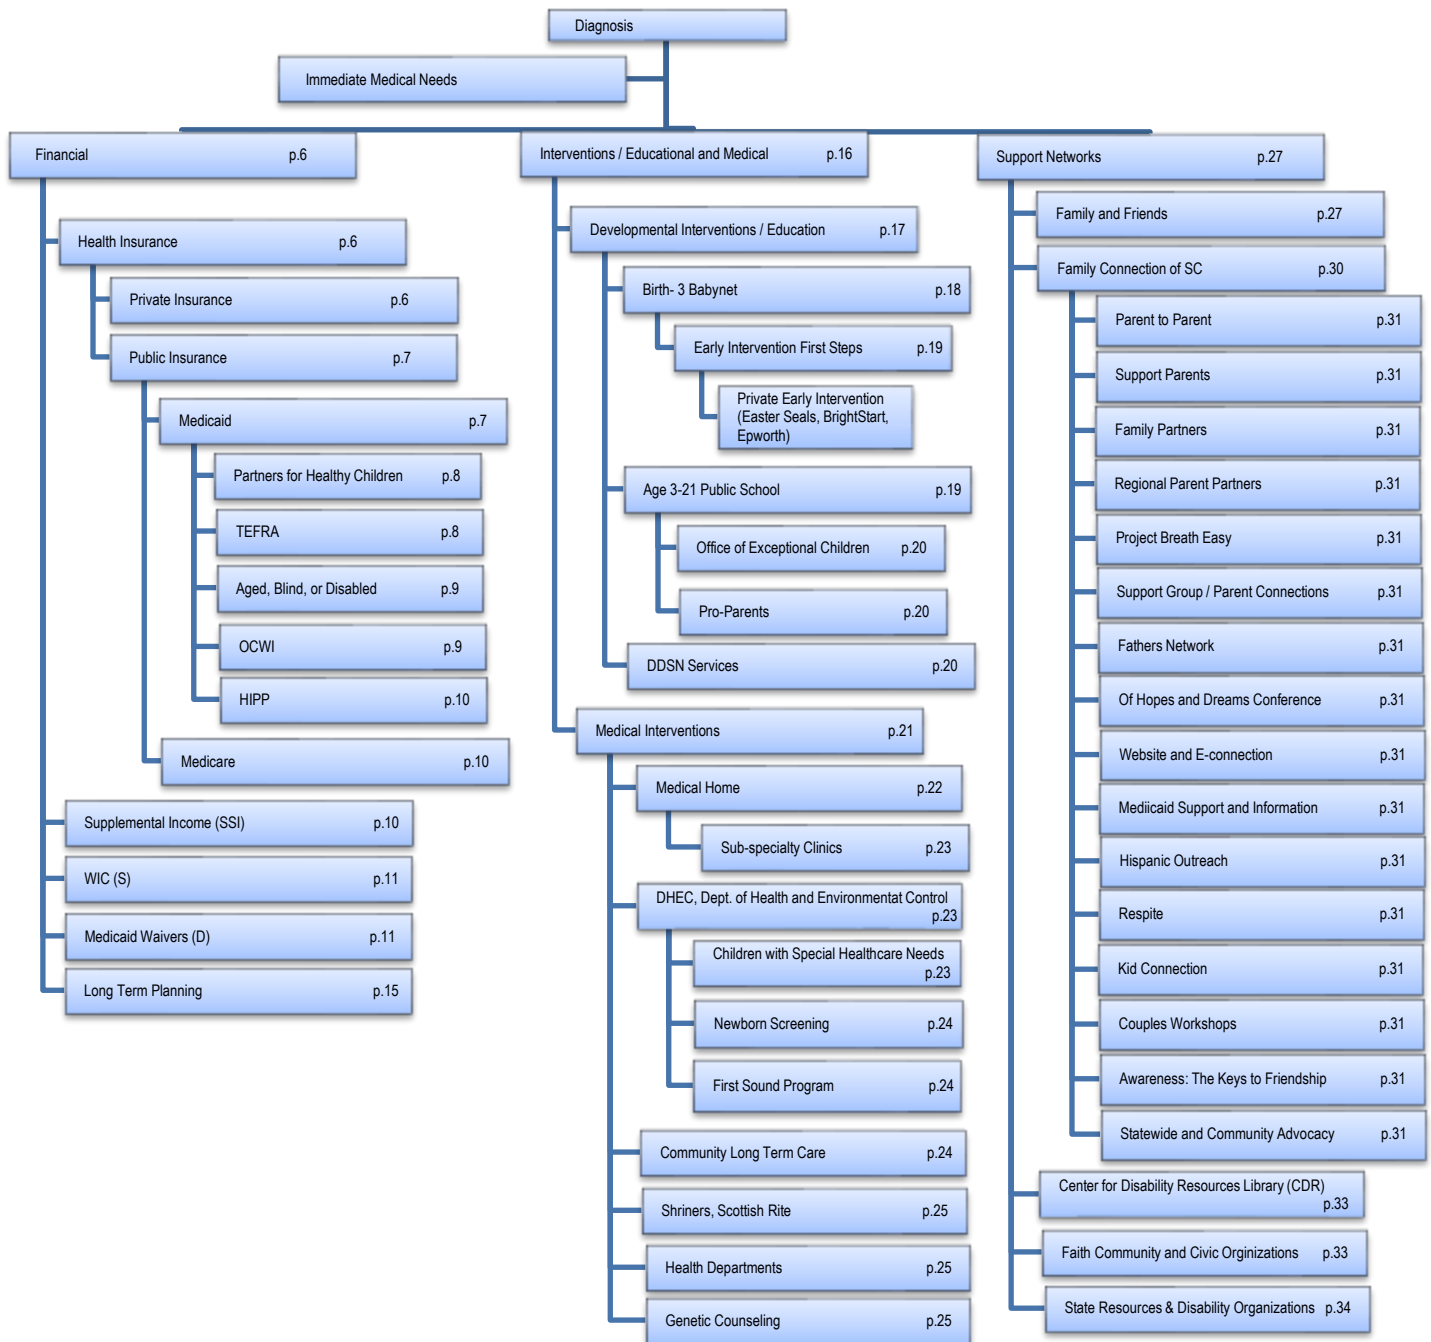 Diagnosis
Immediate Medical Needs
Financial p.6
Health Insurance p.6
Private Insurance p.6
Public Insurance p.7
Medicaid p.7
Partners for Healthy Children p.8
TEFRA p.8
Aged, Blind, or Disabled p.9
OCWI p.9
HIPP p.10
Medicare p.10
Supplemental Income (SSI) p.10
WIC (S) p.11
Medicaid Waivers (D) p.11
Long Term Planning p.15
Interventions / Educational and Medical p.16
Developmental Interventions / Education p.17
Birth- 3 Babynet p.18
Early Intervention First Steps p.19
Private Early Intervention
(Easter Seals, BrightStart,
Epworth)
Age 3-21 Public School p.19
Office of Exceptional Children p.20
Pro-Parents p.20
DDSN Services p.20
Medical Interventions p.21
Medical Home p.22
Sub-specialty Clinics p.23
DHEC, Dept. of Health and Environmentat Control
p.23
Children with Special Healthcare Needs
p.23
Newborn Screening p.24
First Sound Program p.24
Community Long Term Care p.24
Shriners, Scottish Rite p.25
Health Departments p.25
Genetic Counseling p.25
Support Networks p.27
Family and Friends p.27
Family Connection of SC p.30
Parent to Parent p.31
Support Parents p.31
Family Partners p.31
Regional Parent Partners p.31
Project Breath Easy p.31
Support Group / Parent Connections p.31
Fathers Network p.31
Of Hopes and Dreams Conference p.31
Website and E-connection p.31
Mediicaid Support and Information p.31
Hispanic Outreach p.31
Respite p.31
Kid Connection p.31
Couples Workshops p.31
Awareness: The Keys to Friendship p.31
Statewide and Community Advocacy p.31
Center for Disability Resources Library (CDR)
p.33
Faith Community and Civic Orginizations p.33
State Resources & Disability Organizations p.34